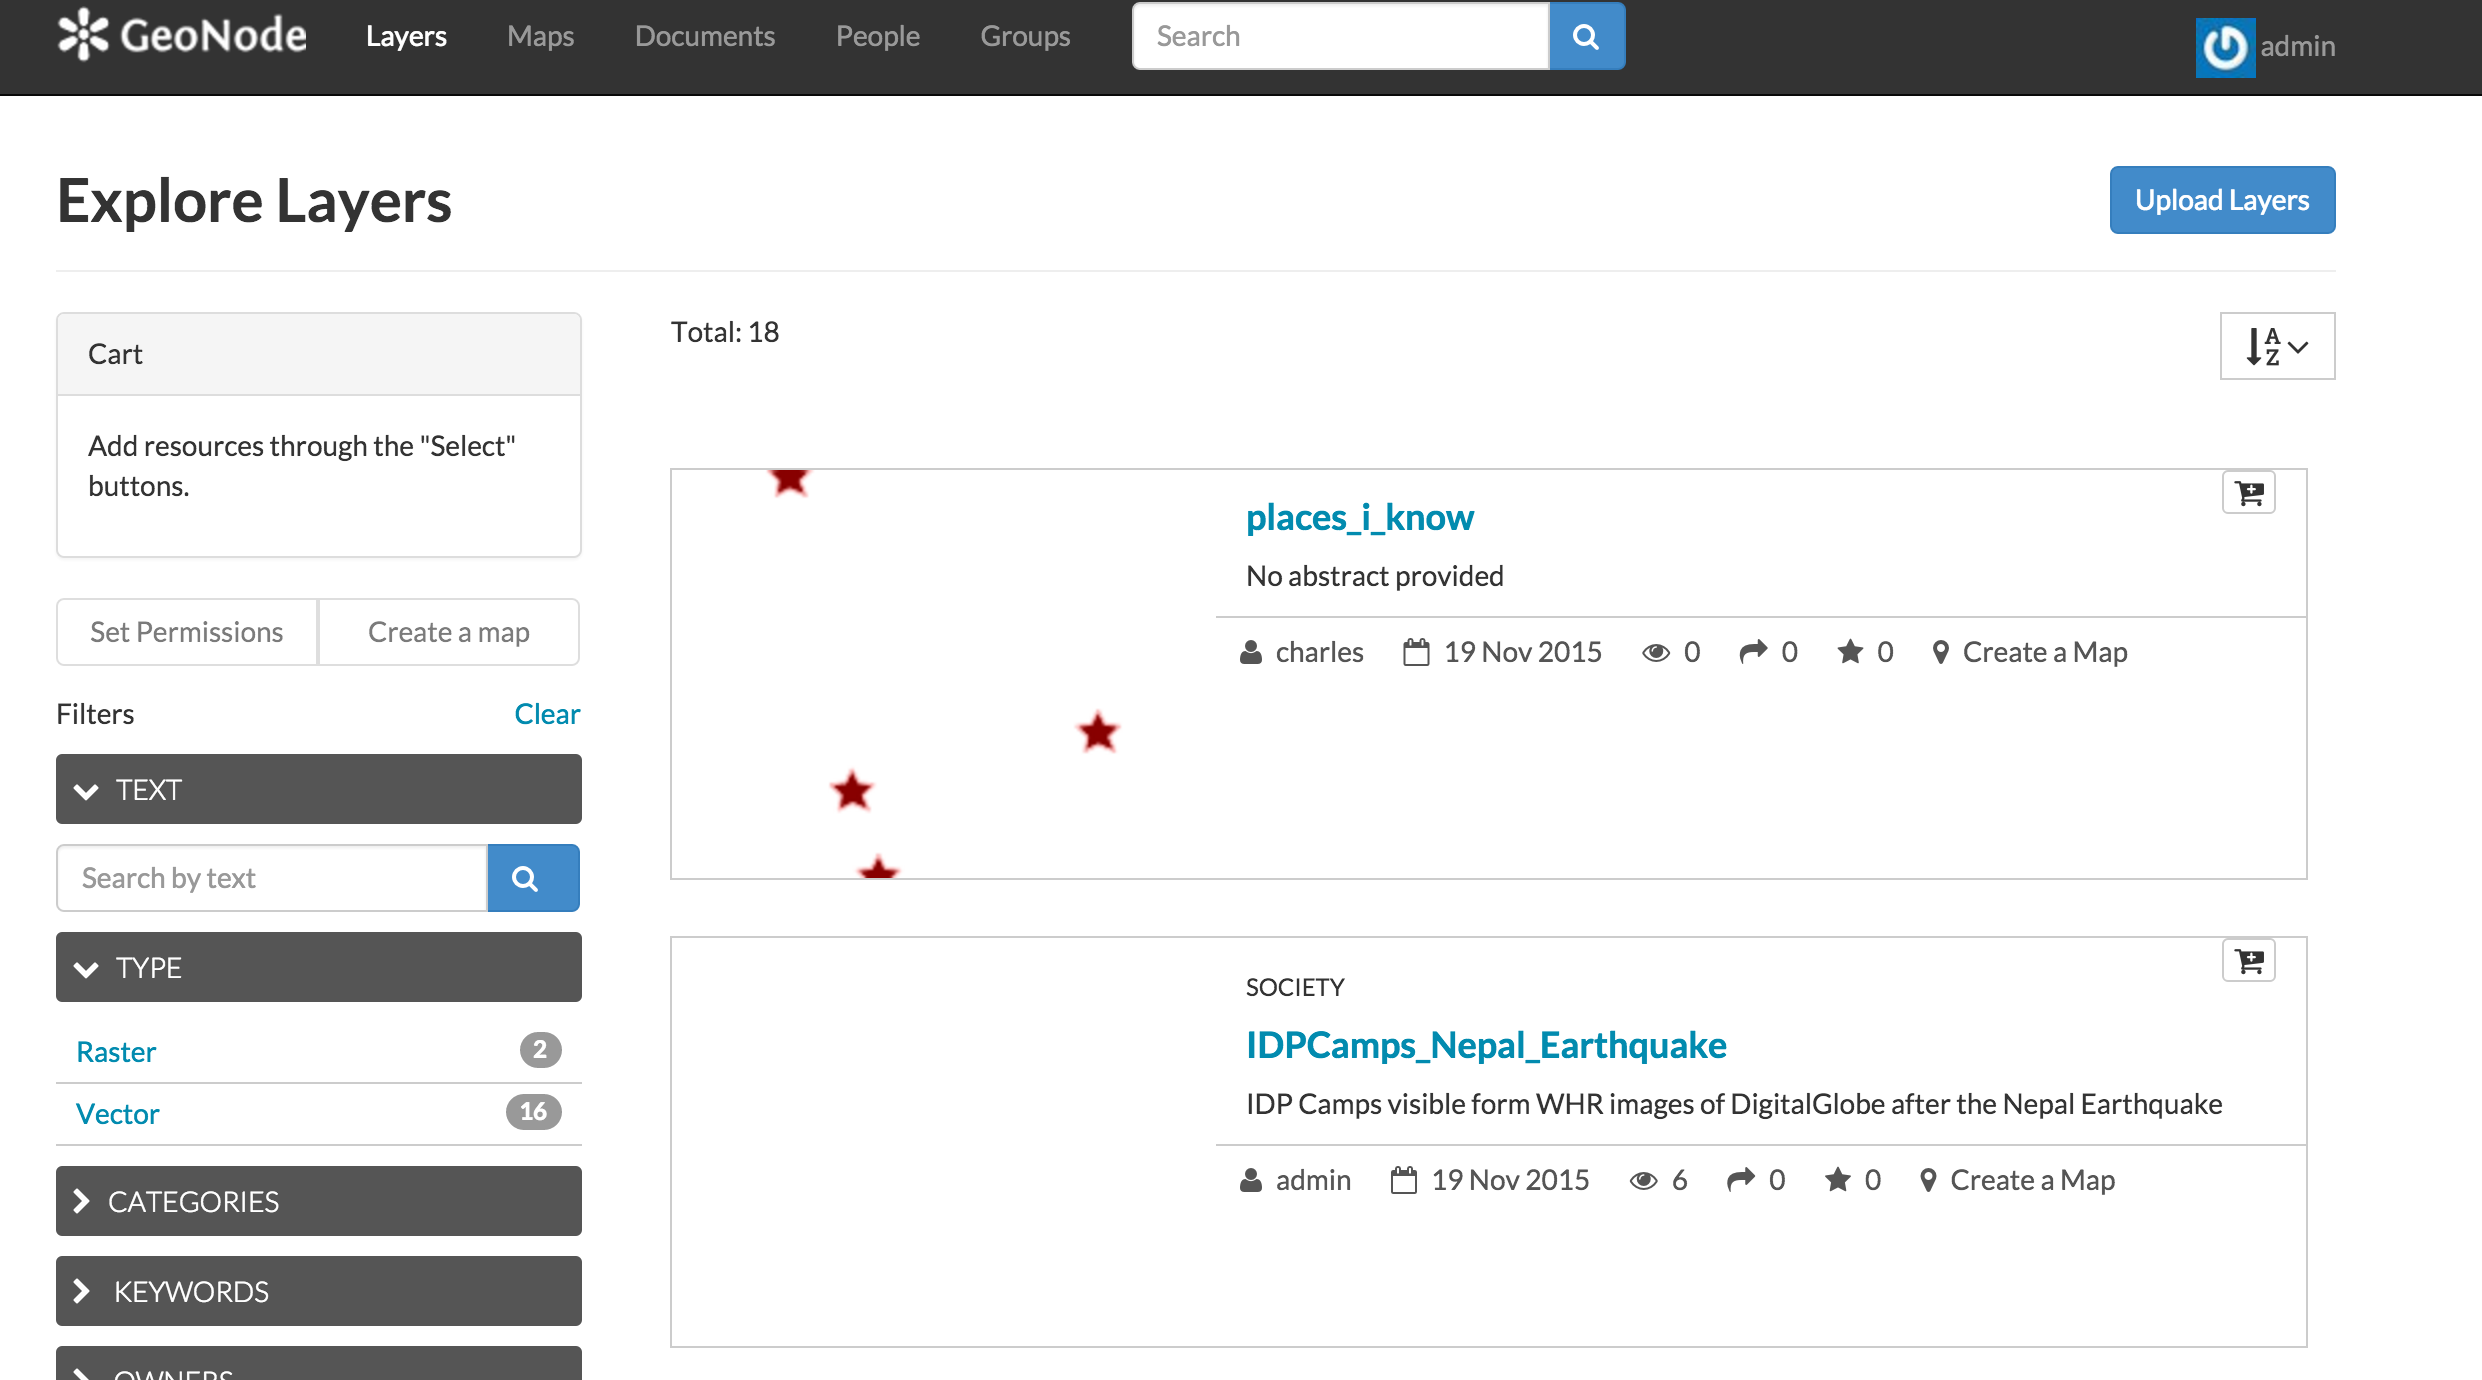 GeoNode Layers Maps Documents People Groups Search admin
Explore Layers
Upload Layers
Cart
Add resources through the "Select"
buttons.
Set Permissions Create a map
Filters Clear
TEXT
Search by text
TYPE
Raster 2
Vector 16
CATEGORIES
KEYWORDS
OWNERS
Total: 18
A
Z
places_i_know
No abstract provided
charles 19 Nov 2015 0 0 0 Create a Map
SOCIETY
IDPCamps_Nepal_Earthquake
IDP Camps visible form WHR images of DigitalGlobe after the Nepal Earthquake
admin 19 Nov 2015 6 0 0 Create a Map